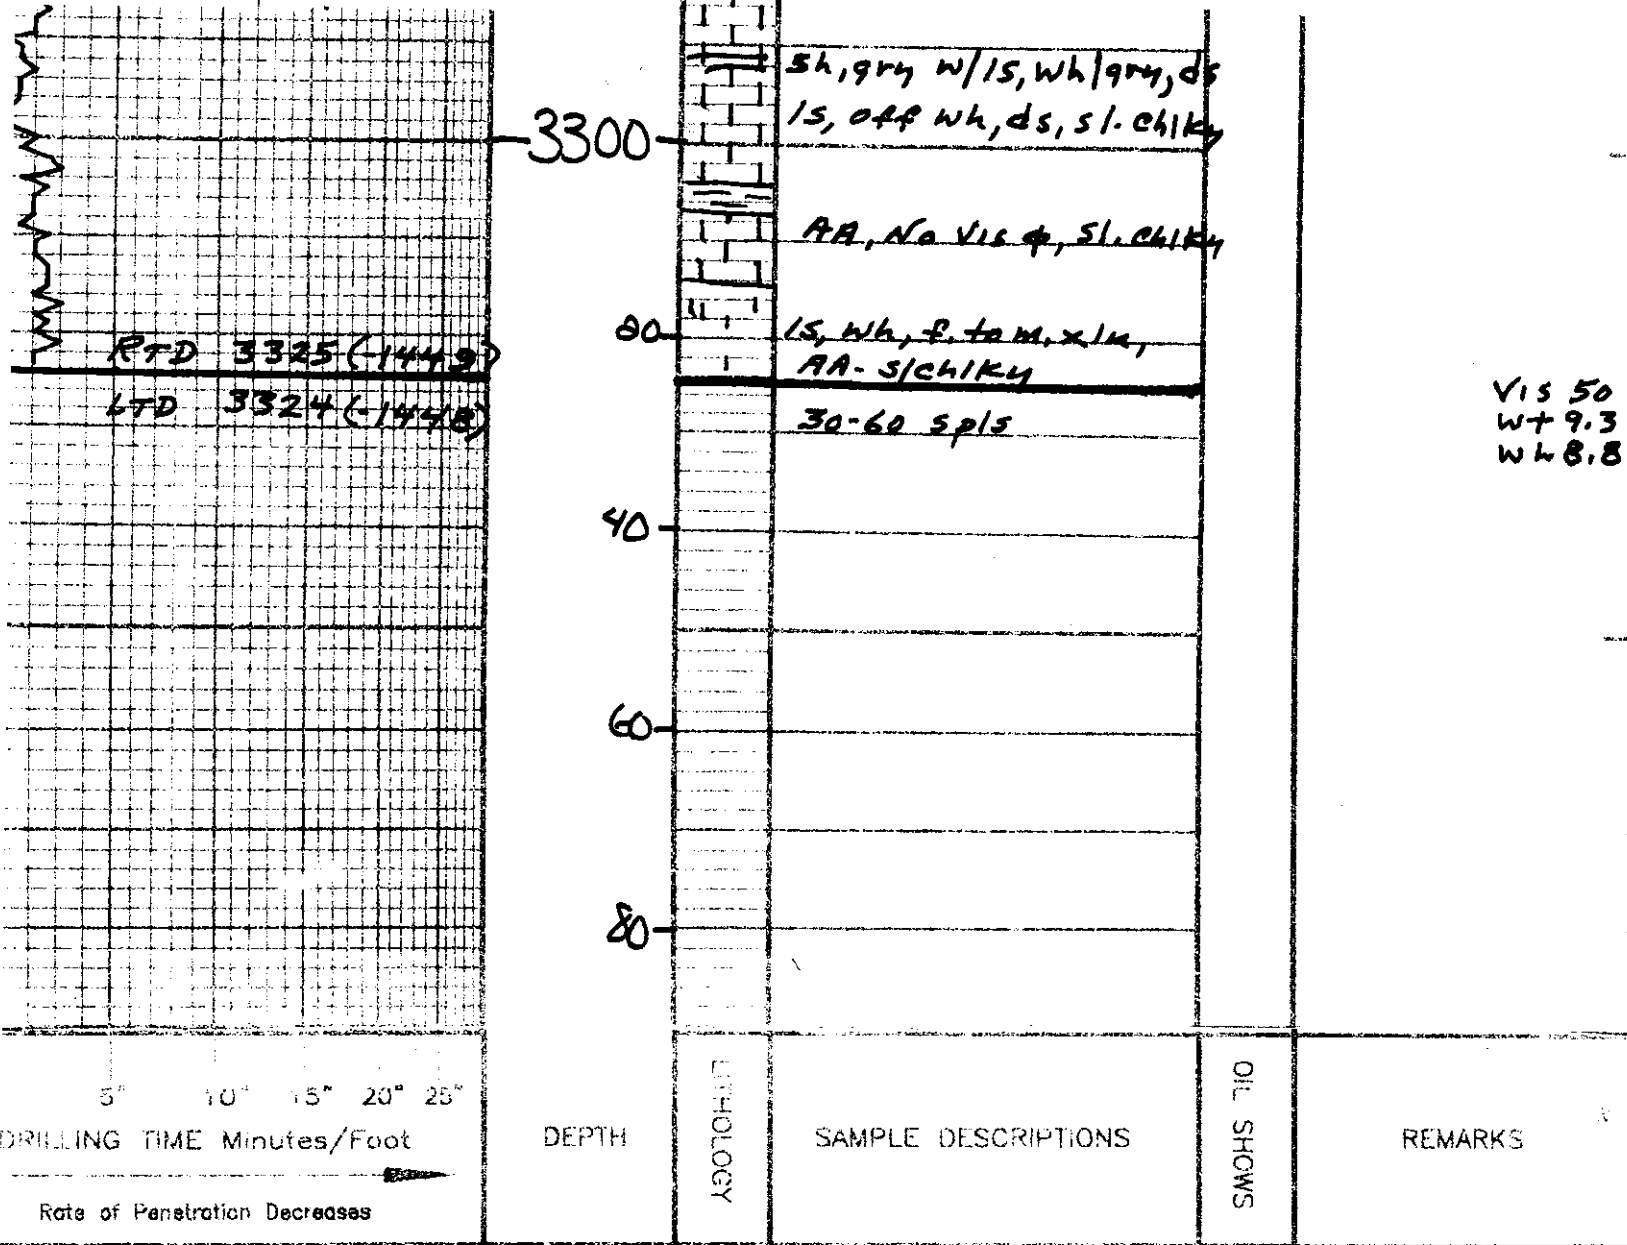 sh, gry w/ls, wh/gry, ds
ls, off wh, ds, sl. chlky
3300
AA, No Vis φ, sl. chlky
20
ls, wh, f. to m. xln,
AA - sl chlky
RTD 3325 (-1449)
LTD 3324 (-1448)
30-60 spls
Vis 50
wt 9.3
WL 8.8
40
60
80
5" 10" 15" 20" 25"
DRILLING TIME Minutes/Foot
Rate of Penetration Decreases
DEPTH
LITHOLOGY
SAMPLE DESCRIPTIONS
OIL SHOWS
REMARKS